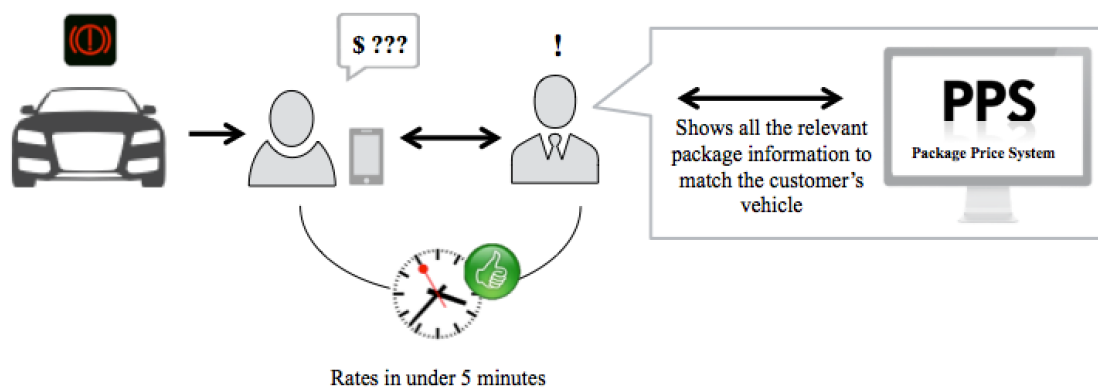 $ ???
!
PPS
Package Price System
Shows all the relevant
package information to
match the customer’s
vehicle
Rates in under 5 minutes